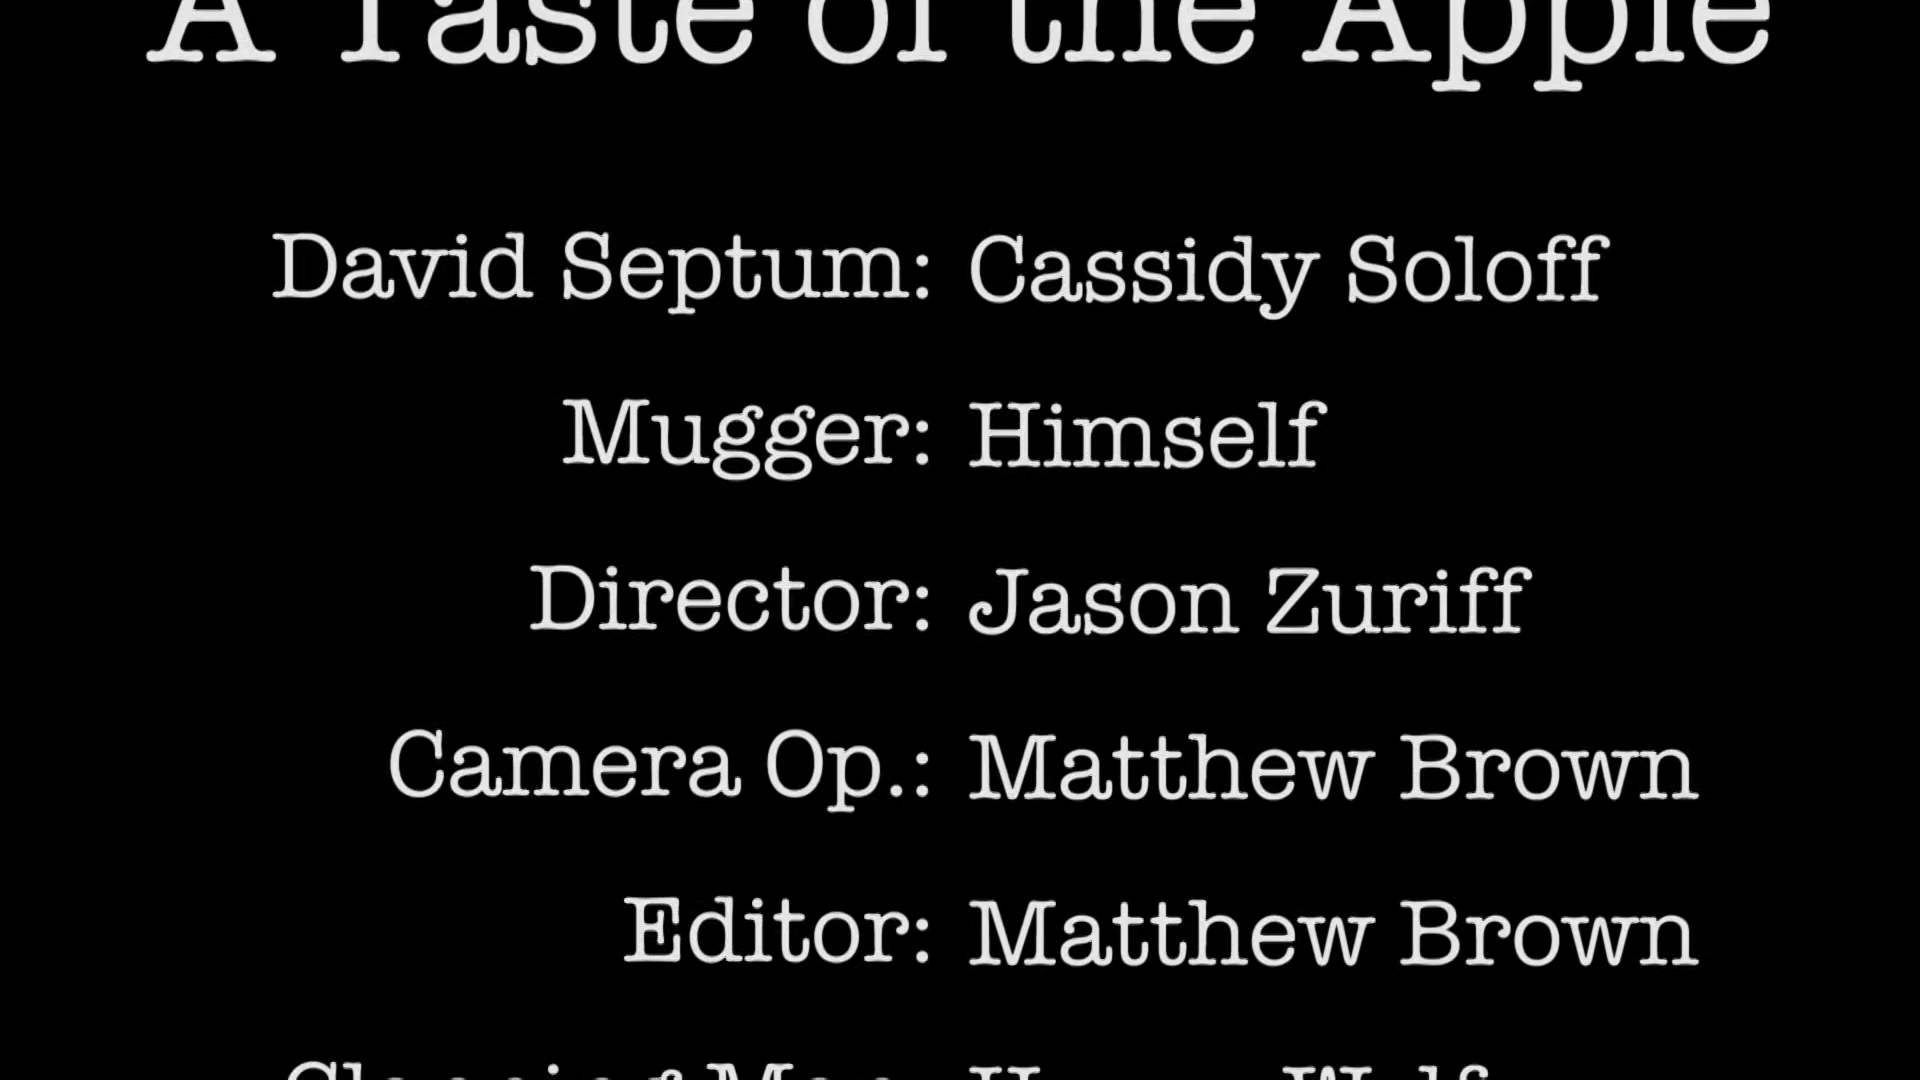 A Taste of the Apple
David Septum: Cassidy Soloff
Mugger: Himself
Director: Jason Zuriff
Camera Op.: Matthew Brown
Editor: Matthew Brown